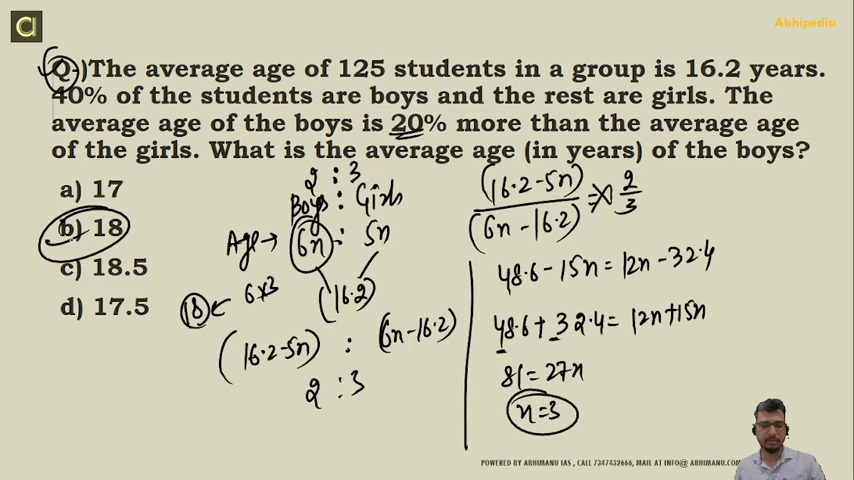 Abhipedia
Q-)The average age of 125 students in a group is 16.2 years.
40% of the students are boys and the rest are girls. The
average age of the boys is 20% more than the average age
of the girls. What is the average age (in years) of the boys?
a) 17
b) 18
c) 18.5
d) 17.5
2 : 3
Boys : Girls
Age → 6n : 5n
(16.2)
18 ← 6×3
(16.2-5n) : (6n-16.2)
2 : 3
(16.2-5n) / (6n-16.2) = 2/3
48.6-15n = 12n-32.4
48.6+32.4 = 12n+15n
81 = 27n
n=3
POWERED BY ABHIMANU IAS , CALL 7347432666, MAIL AT INFO@ ABHIMANU.COM